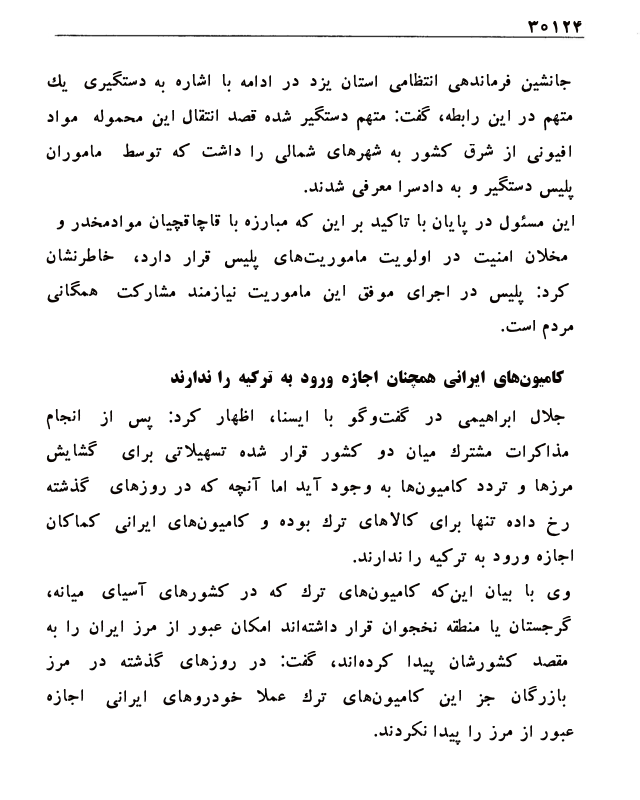 ۳۰۱۲۴
جانشین فرماندهی انتظامی استان یزد در ادامه با اشاره به دستگیری یك
متهم در این رابطه، گفت: متهم دستگیر شده قصد انتقال این محموله مواد
افیونی از شرق کشور به شهرهای شمالی را داشت که توسط ماموران
پلیس دستگیر و به دادسرا معرفی شدند.
این مسئول در پایان با تاکید بر این که مبارزه با قاچاقچیان موادمخدر و
مخلان امنیت در اولویت ماموریت‌های پلیس قرار دارد، خاطرنشان
کرد: پلیس در اجرای موفق این ماموریت نیازمند مشارکت همگانی
مردم است.
کامیون‌های ایرانی همچنان اجازه ورود به ترکیه را ندارند
جلال ابراهیمی در گفت‌وگو با ایسنا، اظهار کرد: پس از انجام
مذاکرات مشترك میان دو کشور قرار شده تسهیلاتی برای گشایش
مرزها و تردد کامیون‌ها به وجود آید اما آنچه که در روزهای گذشته
رخ داده تنها برای کالاهای ترك بوده و کامیون‌های ایرانی کماکان
اجازه ورود به ترکیه را ندارند.
وی با بیان این‌که کامیون‌های ترك که در کشورهای آسیای میانه،
گرجستان یا منطقه نخجوان قرار داشته‌اند امکان عبور از مرز ایران را به
مقصد کشورشان پیدا کرده‌اند، گفت: در روزهای گذشته در مرز
بازرگان جز این کامیون‌های ترك عملا خودروهای ایرانی اجازه
عبور از مرز را پیدا نکردند.